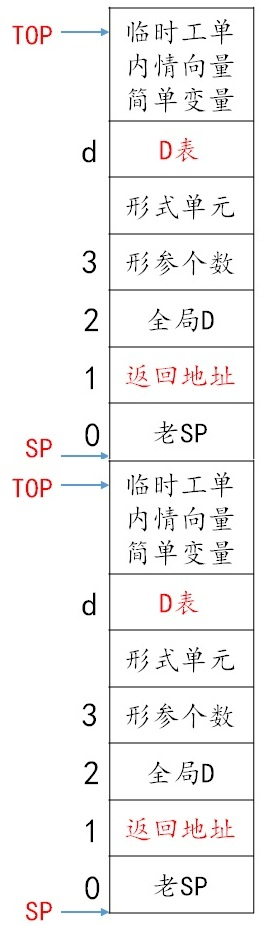 TOP 临时工单
内情向量
简单变量
d D表
形式单元
3 形参个数
2 全局D
1 返回地址
0 老SP
SP
TOP 临时工单
内情向量
简单变量
d D表
形式单元
3 形参个数
2 全局D
1 返回地址
0 老SP
SP